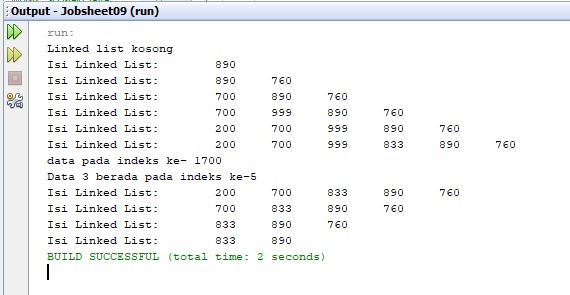 Output - Jobsheet09 (run)
run:
Linked list kosong
Isi Linked List: 890
Isi Linked List: 890 760
Isi Linked List: 700 890 760
Isi Linked List: 700 999 890 760
Isi Linked List: 200 700 999 890 760
Isi Linked List: 200 700 999 833 890 760
data pada indeks ke- 1700
Data 3 berada pada indeks ke-5
Isi Linked List: 200 700 833 890 760
Isi Linked List: 700 833 890 760
Isi Linked List: 833 890 760
Isi Linked List: 833 890
BUILD SUCCESSFUL (total time: 2 seconds)